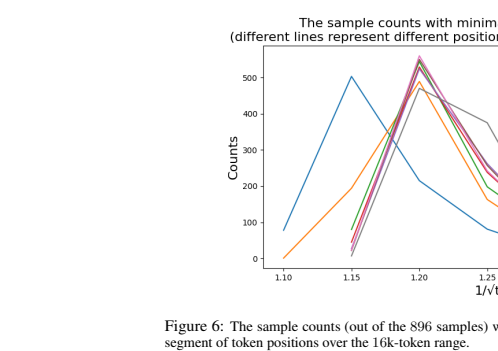 The sample counts with minim
(different lines represent different position
500
400
300
200
100
0
Counts
1.10 1.15 1.20 1.25
1/√t
Figure 6: The sample counts (out of the 896 samples) w
segment of token positions over the 16k-token range.